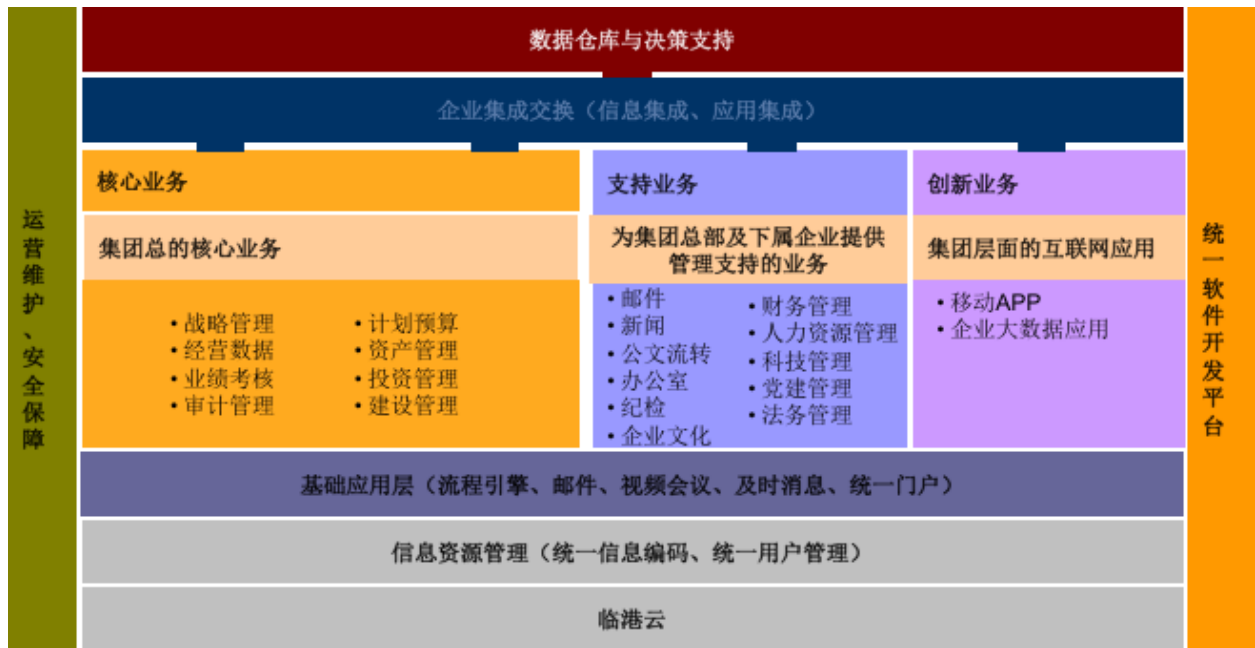 数据仓库与决策支持
企业集成交换（信息集成、应用集成）
运营维护、安全保障
核心业务
集团总的核心业务
• 战略管理
• 经营数据
• 业绩考核
• 审计管理
• 计划预算
• 资产管理
• 投资管理
• 建设管理
支持业务
为集团总部及下属企业提供
管理支持的业务
• 邮件
• 新闻
• 公文流转
• 办公室
• 纪检
• 企业文化
• 财务管理
• 人力资源管理
• 科技管理
• 党建管理
• 法务管理
创新业务
集团层面的互联网应用
• 移动APP
• 企业大数据应用
统一软件开发平台
基础应用层（流程引擎、邮件、视频会议、及时消息、统一门户）
信息资源管理（统一信息编码、统一用户管理）
临港云